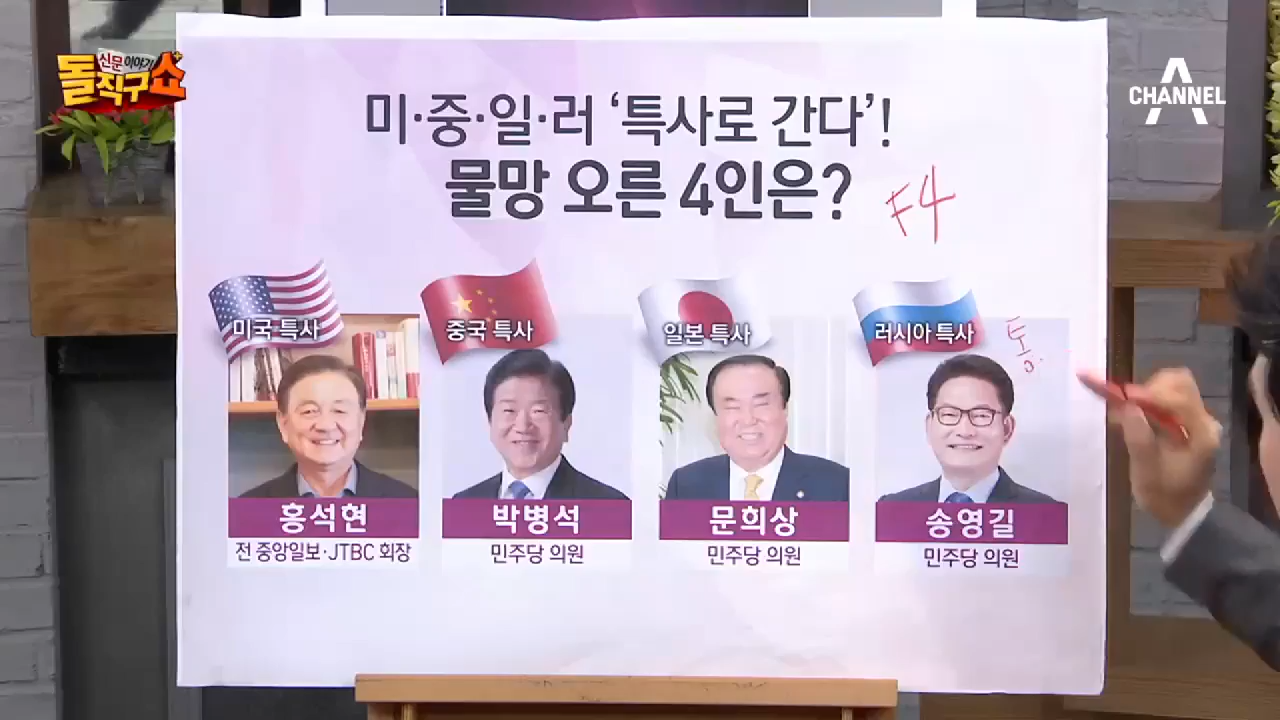 신문이야기
돌직구쇼+
CHANNEL A
미·중·일·러 ‘특사로 간다’!
물망 오른 4인은?
F4
미국 특사
중국 특사
일본 특사
러시아 특사
통
홍석현
박병석
문희상
송영길
전 중앙일보·JTBC 회장
민주당 의원
민주당 의원
민주당 의원